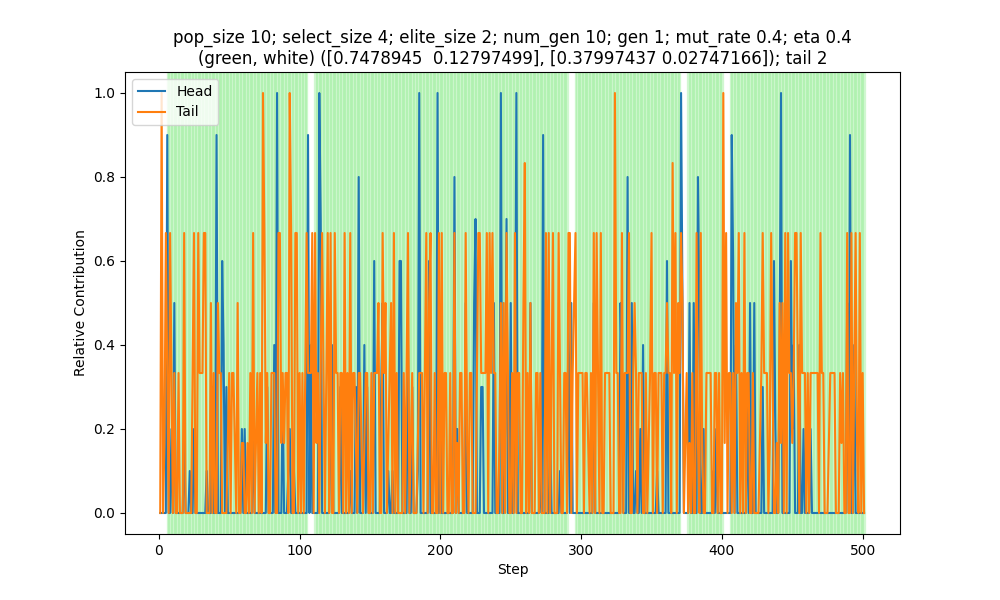 pop_size 10; select_size 4; elite_size 2; num_gen 10; gen 1; mut_rate 0.4; eta 0.4
(green, white) ([0.7478945  0.12797499], [0.37997437 0.02747166]); tail 2
Head
Tail
1.0
0.8
0.6
0.4
0.2
0.0
Relative Contribution
0
100
200
300
400
500
Step